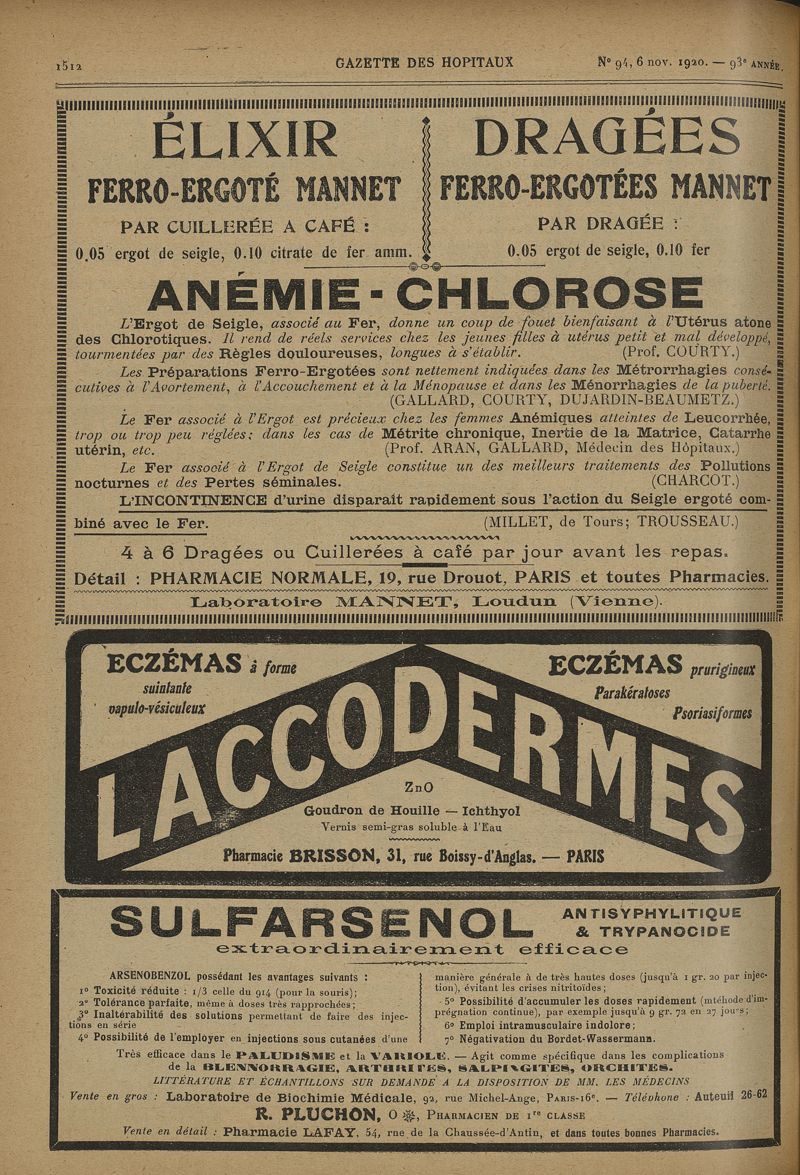 1512 GAZETTE DES HOPITAUX N° 94, 6 nov. 1920. — 93e ANNÉE.
ÉLIXIR
FERRO-ERGOTÉ MANNET
PAR CUILLERÉE A CAFÉ :
0.05 ergot de seigle, 0.10 citrate de fer amm.
DRAGÉES
FERRO-ERGOTÉES MANNET
PAR DRAGÉE :
0.05 ergot de seigle, 0.10 fer
ANÉMIE - CHLOROSE
L'Ergot de Seigle, associé au Fer, donne un coup de fouet bienfaisant à l'Utérus atone
des Chlorotiques. Il rend de réels services chez les jeunes filles à utérus petit et mal développé,
tourmentées par des Règles douloureuses, longues à s'établir. (Prof. COURTY.)
Les Préparations Ferro-Ergotées sont nettement indiquées dans les Métrorrhagies consé-
cutives à l'Avortement, à l'Accouchement et à la Ménopause et dans les Ménorrhagies de la puberté.
(GALLARD, COURTY, DUJARDIN-BEAUMETZ.)
Le Fer associé à l'Ergot est précieux chez les femmes Anémiques atteintes de Leucorrhée,
trop ou trop peu réglées; dans les cas de Métrite chronique, Inertie de la Matrice, Catarrhe
utérin, etc. (Prof. ARAN, GALLARD, Médecin des Hôpitaux.)
Le Fer associé à l'Ergot de Seigle constitue un des meilleurs traitements des Pollutions
nocturnes et des Pertes séminales. (CHARCOT.)
L'INCONTINENCE d'urine disparaît rapidement sous l'action du Seigle ergoté com-
biné avec le Fer. (MILLET, de Tours; TROUSSEAU.)
4 à 6 Dragées ou Cuillerées à café par jour avant les repas.
Détail : PHARMACIE NORMALE, 19, rue Drouot, PARIS et toutes Pharmacies.
Laboratoire MANNET, Loudun (Vienne).
ECZÉMAS à forme
suintante
vapulo-vésiculeux
ECZÉMAS prurigineux
Parakératoses
Psoriasiformes
LACCODERMES
ZnO
Goudron de Houille — Ichthyol
Vernis semi-gras soluble à l'Eau
Pharmacie BRISSON, 31, rue Boissy-d'Anglas. — PARIS
SULFARSENOL ANTISYPHYLITIQUE
& TRYPANOCIDE
extraordinairement efficace
ARSENOBENZOL possédant les avantages suivants :
1° Toxicité réduite : 1/3 celle du 914 (pour la souris);
2° Tolérance parfaite, même à doses très rapprochées;
3° Inaltérabilité des solutions permettant de faire des injec-
tions en série
4° Possibilité de l'employer en injections sous cutanées d'une
manière générale à de très hautes doses (jusqu'à 1 gr. 20 par injec-
tion), évitant les crises nitritoïdes;
5° Possibilité d'accumuler les doses rapidement (méthode d'im-
prégnation continue), par exemple jusqu'à 9 gr. 72 en 27 jours;
6° Emploi intramusculaire indolore;
7° Négativation du Bordet-Wassermann.
Très efficace dans le PALUDISME et la VARIOLE. — Agit comme spécifique dans les complications
de la BLENNORRAGIE, ARTHRITES, SALPINGITES, ORCHITES.
LITTÉRATURE ET ÉCHANTILLONS SUR DEMANDE A LA DISPOSITION DE MM. LES MÉDECINS
Vente en gros : Laboratoire de Biochimie Médicale, 92, rue Michel-Ange, PARIS-16e. — Téléphone : Auteuil 26-62
R. PLUCHON, O ✻, PHARMACIEN DE 1re CLASSE
Vente en détail : Pharmacie LAFAY, 54, rue de la Chaussée-d'Antin, et dans toutes bonnes Pharmacies.